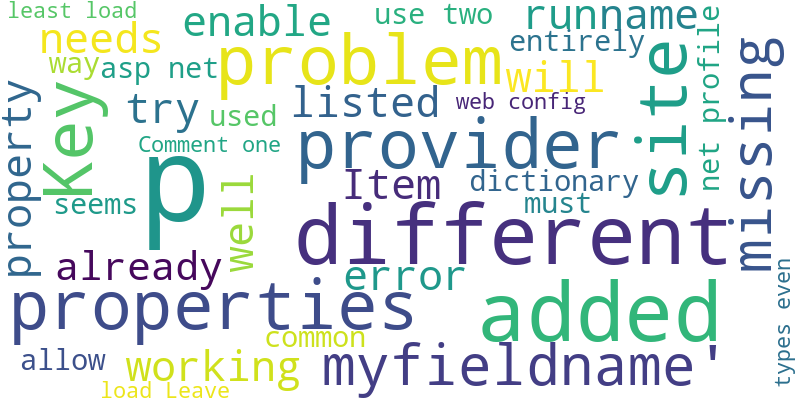 least load
needs
enable
use two
runname
problem
way
asp net
entirely
will
site
net profile
missing
property
Key
try
used
listed
web config
provider
Comment one
p
seems
well
Item
dictionary
must
different
already
error
properties
added
common
allow
working
myfieldname'
types even
load Leave